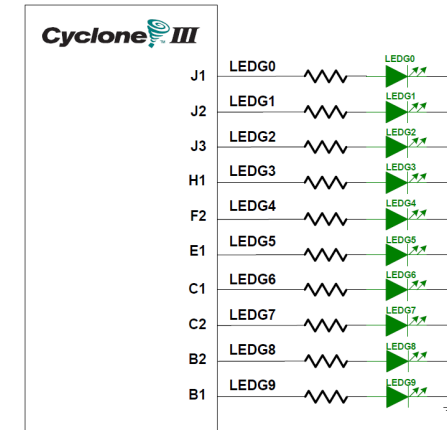 Cyclone III
J1 LEDG0 LEDG0
J2 LEDG1 LEDG1
J3 LEDG2 LEDG2
H1 LEDG3 LEDG3
F2 LEDG4 LEDG4
E1 LEDG5 LEDG5
C1 LEDG6 LEDG6
C2 LEDG7 LEDG7
B2 LEDG8 LEDG8
B1 LEDG9 LEDG9